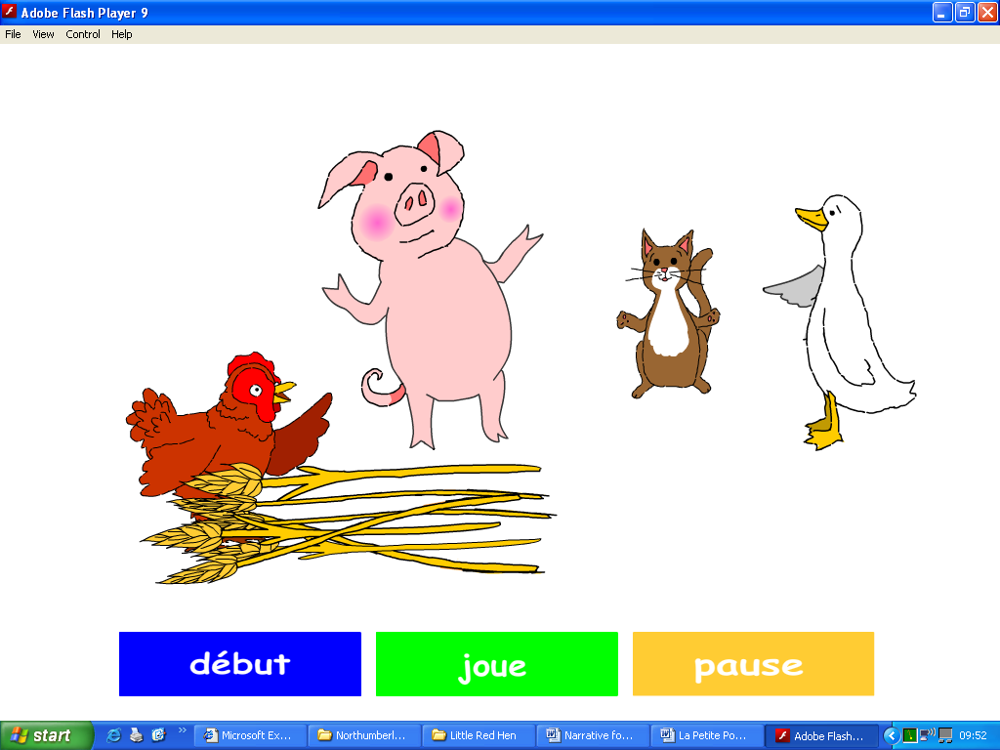 Adobe Flash Player 9
File View Control Help
début joue pause
start Microsoft Ex... Northumberl... Little Red Hen Narrative fo... La Petite Po... Adobe Flash... 09:52